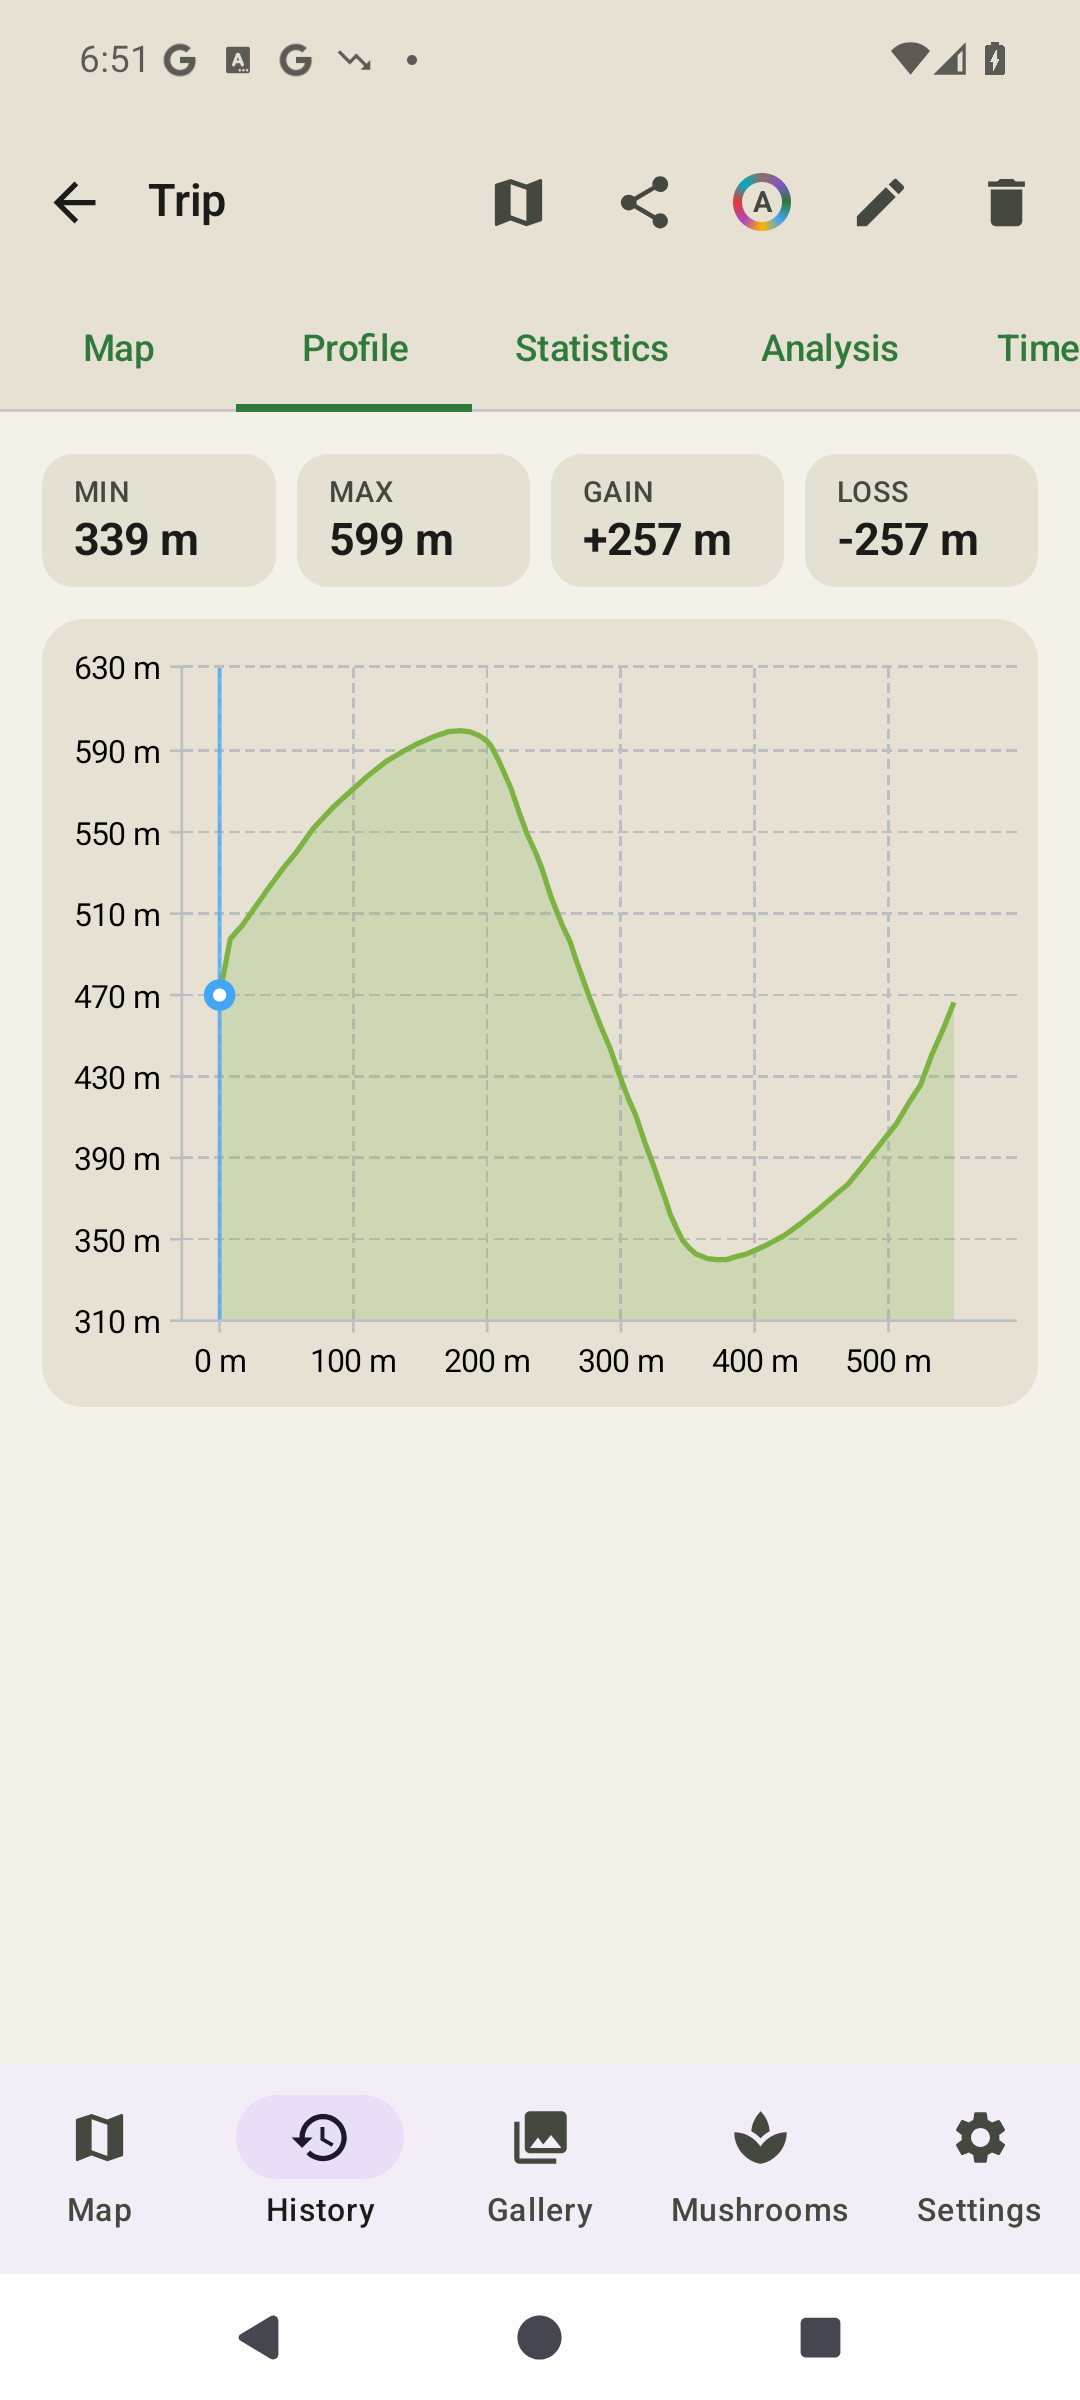 6:51
Trip
A
Map Profile Statistics Analysis Time
MIN MAX GAIN LOSS
339 m 599 m +257 m -257 m
630 m
590 m
550 m
510 m
470 m
430 m
390 m
350 m
310 m
0 m 100 m 200 m 300 m 400 m 500 m
Map History Gallery Mushrooms Settings